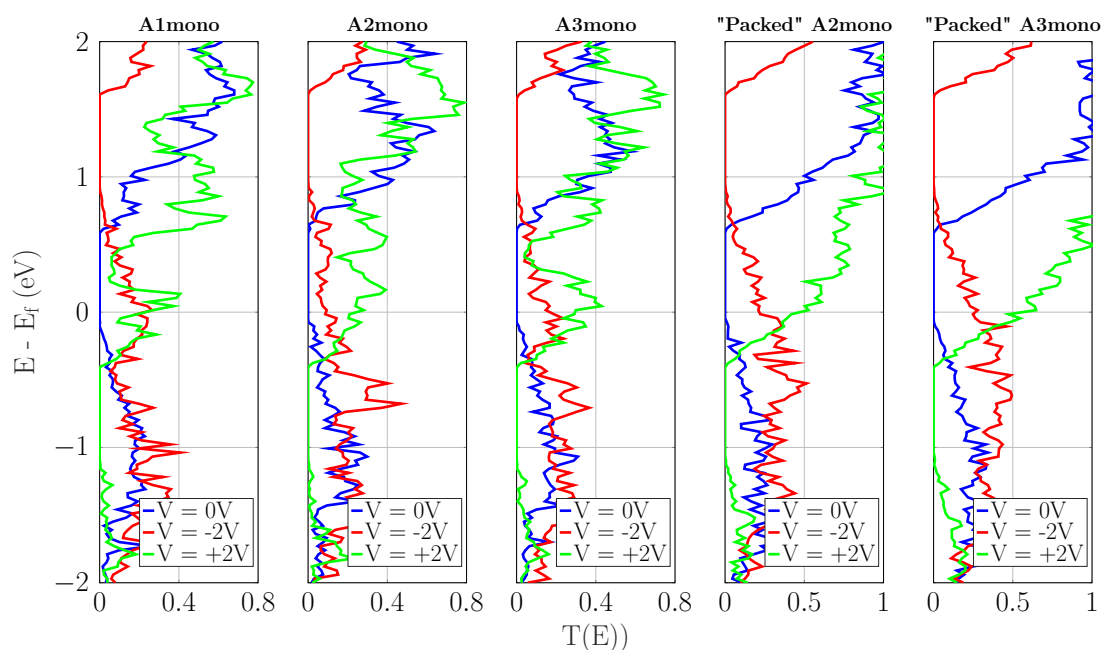 A1mono
A2mono
A3mono
"Packed" A2mono
"Packed" A3mono
E - E_f (eV)
2
1
0
−1
−2
V = 0V
V = -2V
V = +2V
V = 0V
V = -2V
V = +2V
V = 0V
V = -2V
V = +2V
V = 0V
V = -2V
V = +2V
V = 0V
V = -2V
V = +2V
0 0.4 0.8
0 0.4 0.8
0 0.4 0.8
0 0.5 1
0 0.5 1
T(E))